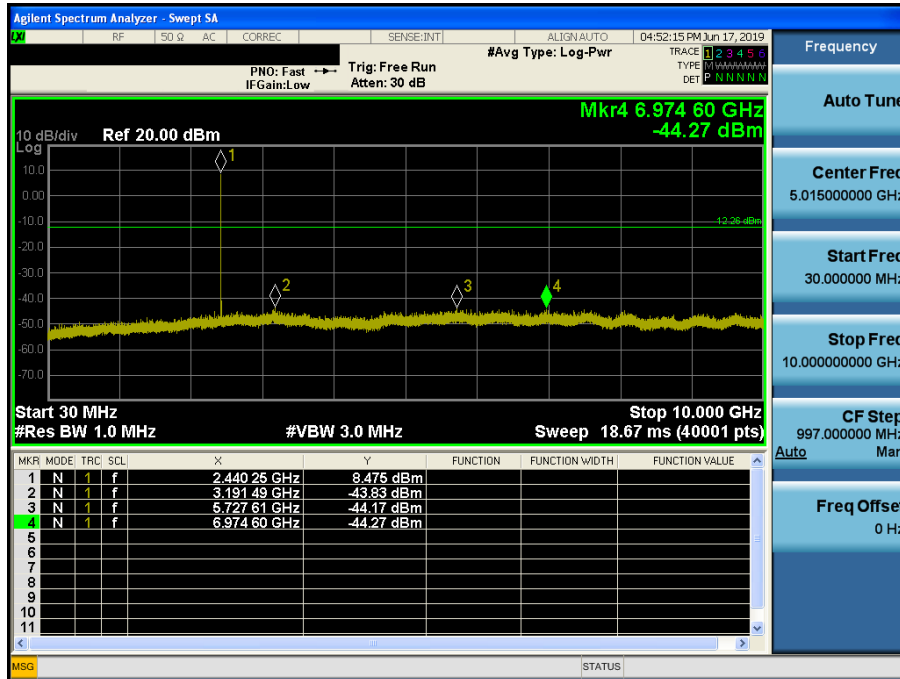 Agilent Spectrum Analyzer - Swept SA
LXI RF 50 Ω AC CORREC SENSE:INT ALIGN AUTO 04:52:15 PM Jun 17, 2019
#Avg Type: Log-Pwr TRACE 1 2 3 4 5 6
PNO: Fast Trig: Free Run TYPE M WWWWW
IFGain:Low Atten: 30 dB DET P N N N N N
Mkr4 6.974 60 GHz
-44.27 dBm
10 dB/div Ref 20.00 dBm
Log
1
10.0
0.00
-10.0
-12.26 dBm
-20.0
-30.0
2 3 4
-40.0
-50.0
-60.0
-70.0
Start 30 MHz Stop 10.000 GHz
#Res BW 1.0 MHz #VBW 3.0 MHz Sweep 18.67 ms (40001 pts)
MKR MODE TRC SCL X Y FUNCTION FUNCTION WIDTH FUNCTION VALUE
1 N 1 f 2.440 25 GHz 8.475 dBm
2 N 1 f 3.191 49 GHz -43.83 dBm
3 N 1 f 5.727 61 GHz -44.17 dBm
4 N 1 f 6.974 60 GHz -44.27 dBm
5
6
7
8
9
10
11
MSG STATUS
Frequency
Auto Tune
Center Freq
5.015000000 GHz
Start Freq
30.000000 MHz
Stop Freq
10.000000000 GHz
CF Step
997.000000 MHz
Auto Man
Freq Offset
0 Hz